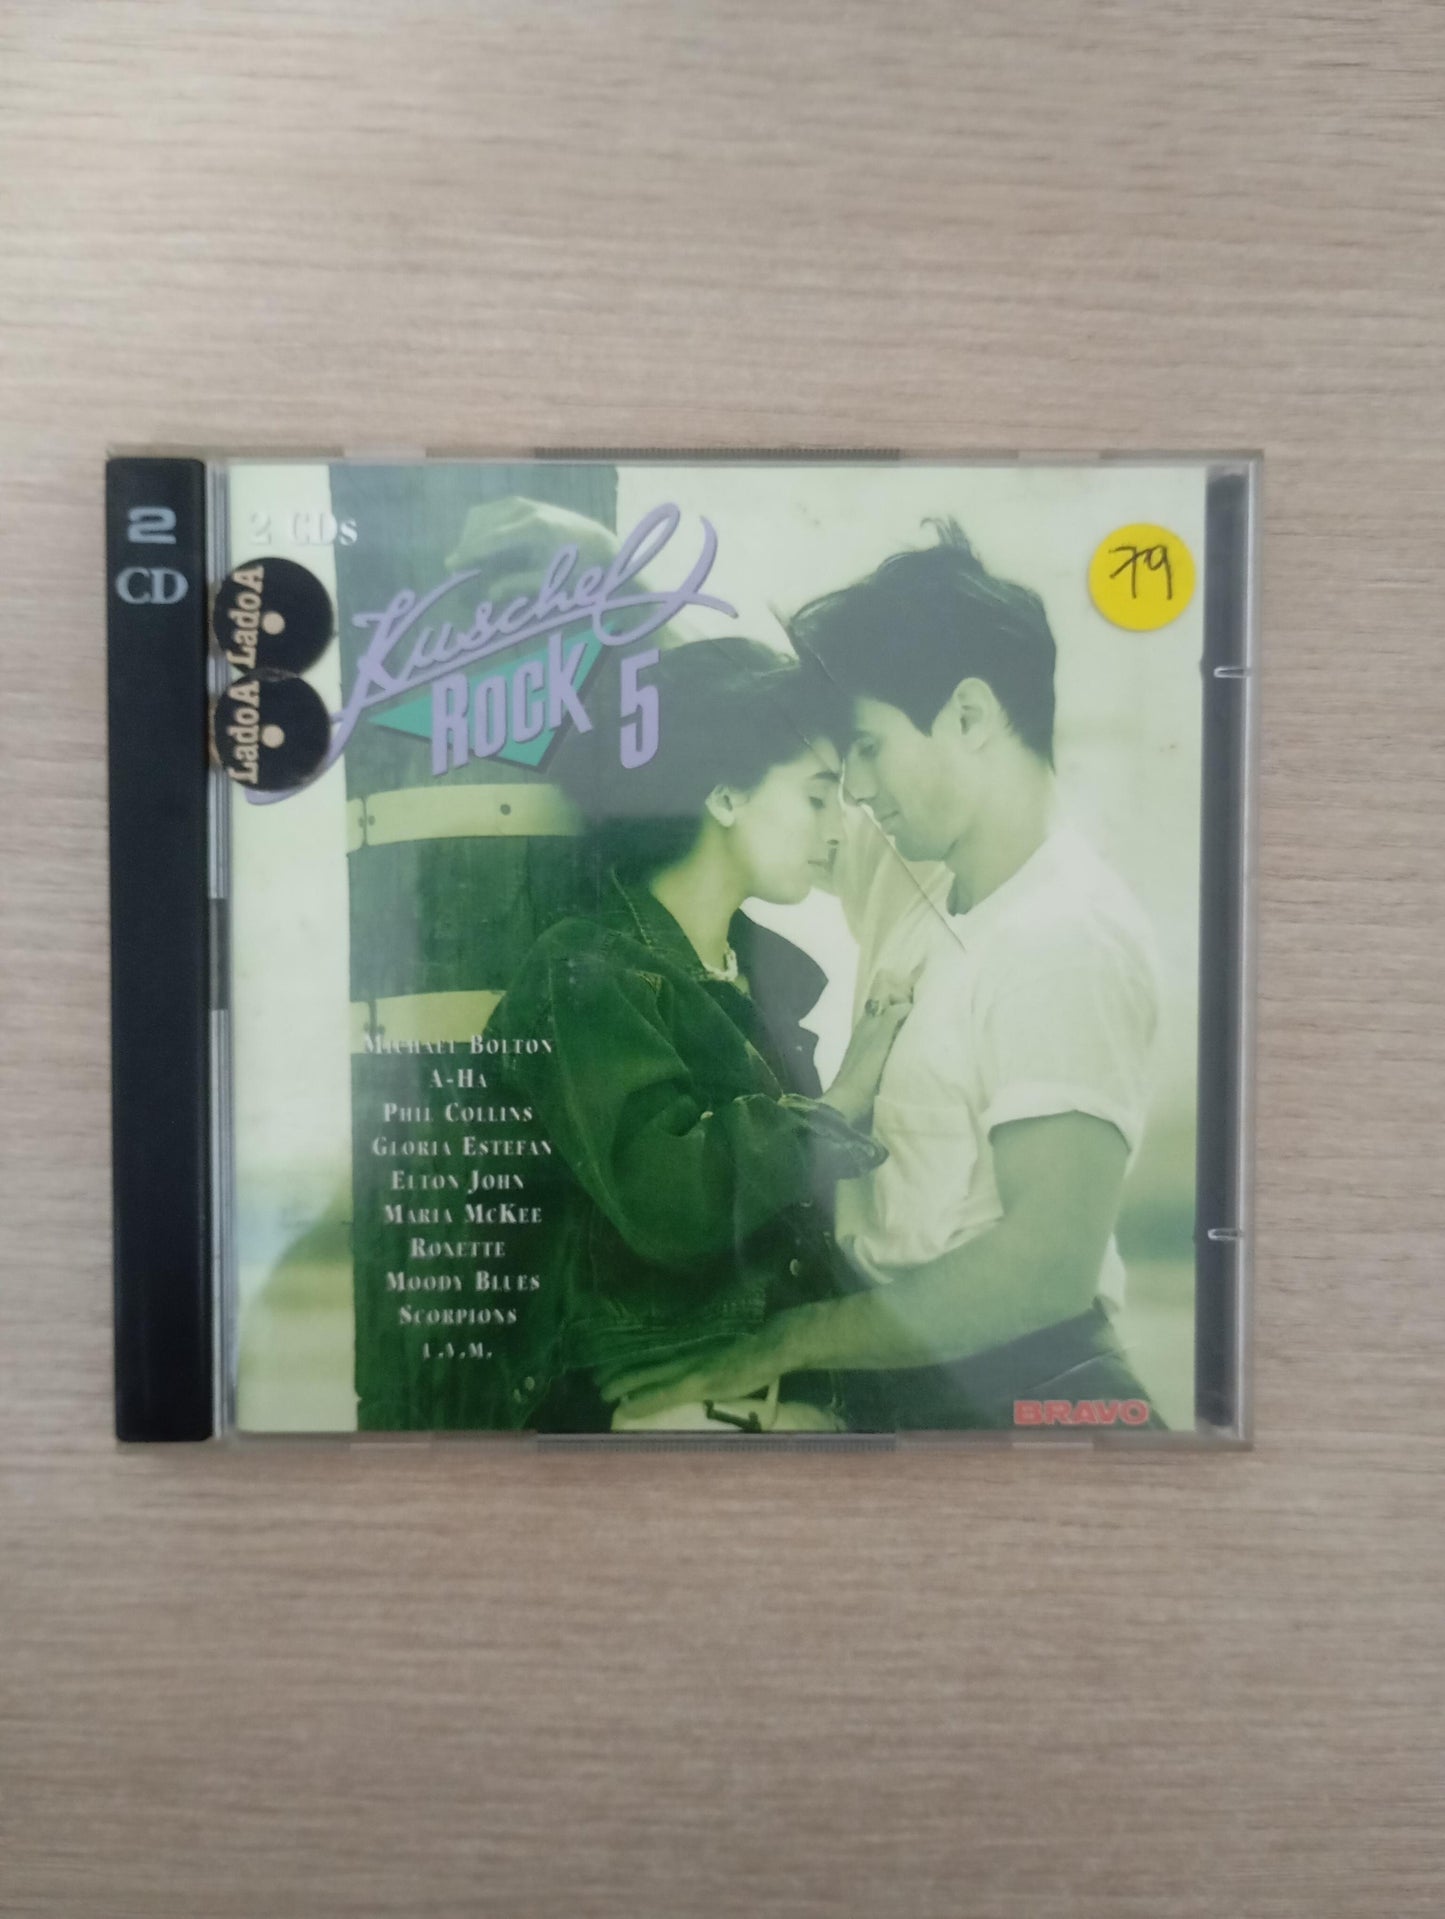 2
CD
2 CDs
LadoA
LadoA
Kuschel
ROCK 5
79
MICHAEL BOLTON
A-HA
PHIL COLLINS
GLORIA ESTEFAN
ELTON JOHN
MARIA MCKEE
ROXETTE
MOODY BLUES
SCORPIONS
U.V.M.
BRAVO